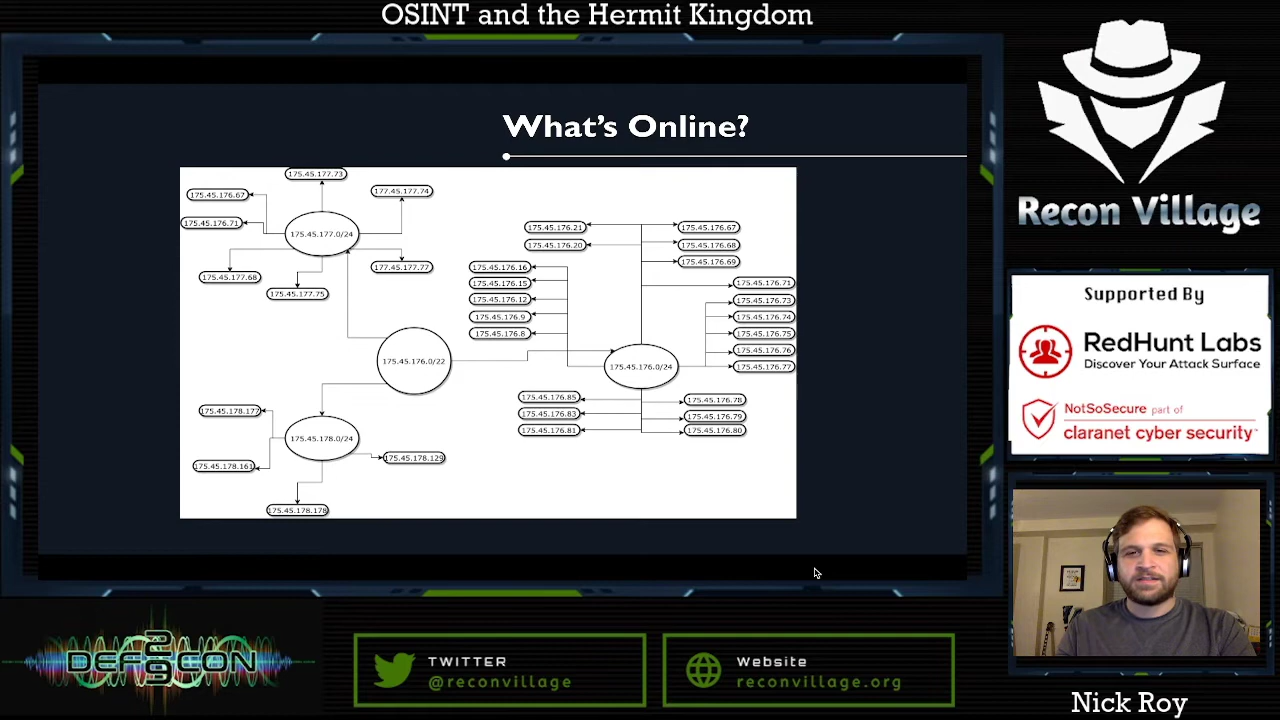 OSINT and the Hermit Kingdom
What's Online?
175.45.177.73
175.45.176.67
177.45.177.74
175.45.176.71
175.45.177.0/24
175.45.177.68
177.45.177.77
175.45.177.75
175.45.176.0/22
175.45.178.177
175.45.178.0/24
175.45.178.161
175.45.178.129
175.45.178.178
175.45.176.21
175.45.176.67
175.45.176.20
175.45.176.68
175.45.176.69
175.45.176.16
175.45.176.15
175.45.176.12
175.45.176.9
175.45.176.8
175.45.176.71
175.45.176.73
175.45.176.74
175.45.176.75
175.45.176.76
175.45.176.77
175.45.176.0/24
175.45.176.85
175.45.176.83
175.45.176.81
175.45.176.78
175.45.176.79
175.45.176.80
Recon Village
Supported By
RedHunt Labs
Discover Your Attack Surface
NotSoSecure part of
claranet cyber security
DEFCON
29
TWITTER
@reconvillage
Website
reconvillage.org
Nick Roy